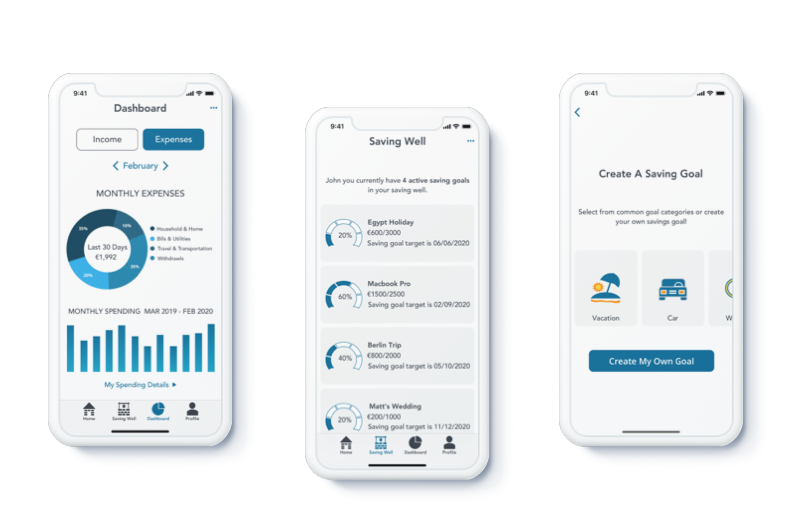 9:41
Dashboard
Income
Expenses
February
MONTHLY EXPENSES
35%
10%
20%
Last 30 Days
€1,992
Household & Home
Bills & Utilities
Travel & Transportation
Withdrawls
MONTHLY SPENDING MAR 2019 - FEB 2020
My Spending Details
Home
Saving Well
Dashboard
Profile
9:41
Saving Well
John you currently have 4 active saving goals
in your saving well.
20%
Egypt Holiday
€600/3000
Saving goal target is 06/06/2020
60%
Macbook Pro
€1500/2500
Saving goal target is 02/09/2020
40%
Berlin Trip
€800/2000
Saving goal target is 05/10/2020
20%
Matt's Wedding
€200/1000
Saving goal target is 11/12/2020
Home
Saving Well
Dashboard
Profile
9:41
Create A Saving Goal
Select from common goal categories or create
your own savings goal!
Vacation
Car
W
Create My Own Goal